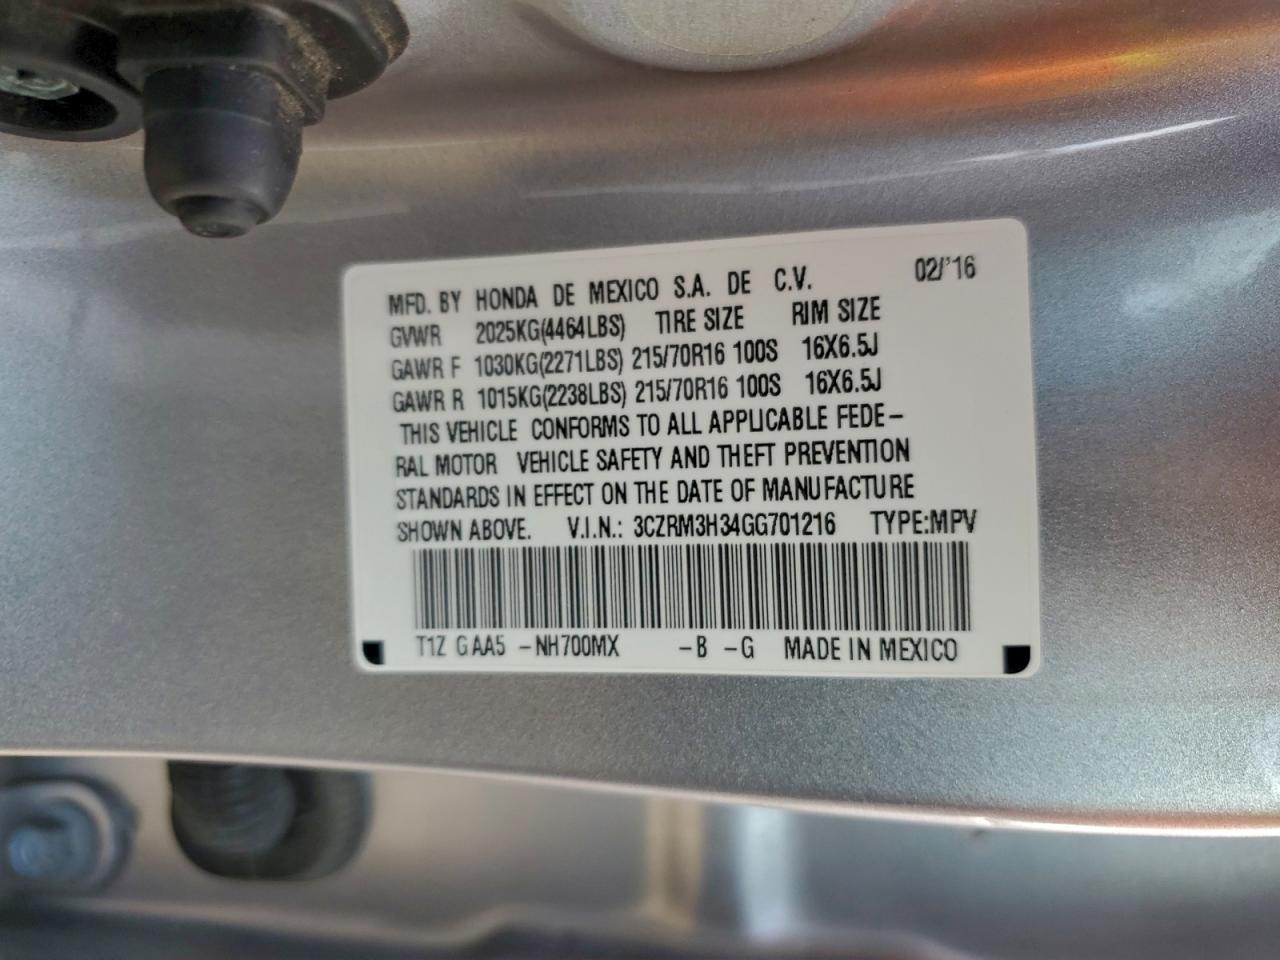 MFD. BY HONDA DE MEXICO S.A. DE C.V. 02/'16
GVWR 2025KG(4464LBS) TIRE SIZE RIM SIZE
GAWR F 1030KG(2271LBS) 215/70R16 100S 16X6.5J
GAWR R 1015KG(2238LBS) 215/70R16 100S 16X6.5J
THIS VEHICLE CONFORMS TO ALL APPLICABLE FEDE-
RAL MOTOR VEHICLE SAFETY AND THEFT PREVENTION
STANDARDS IN EFFECT ON THE DATE OF MANUFACTURE
SHOWN ABOVE. V.I.N.: 3CZRM3H34GG701216 TYPE:MPV
T1Z GAA5 -NH700MX -B -G MADE IN MEXICO